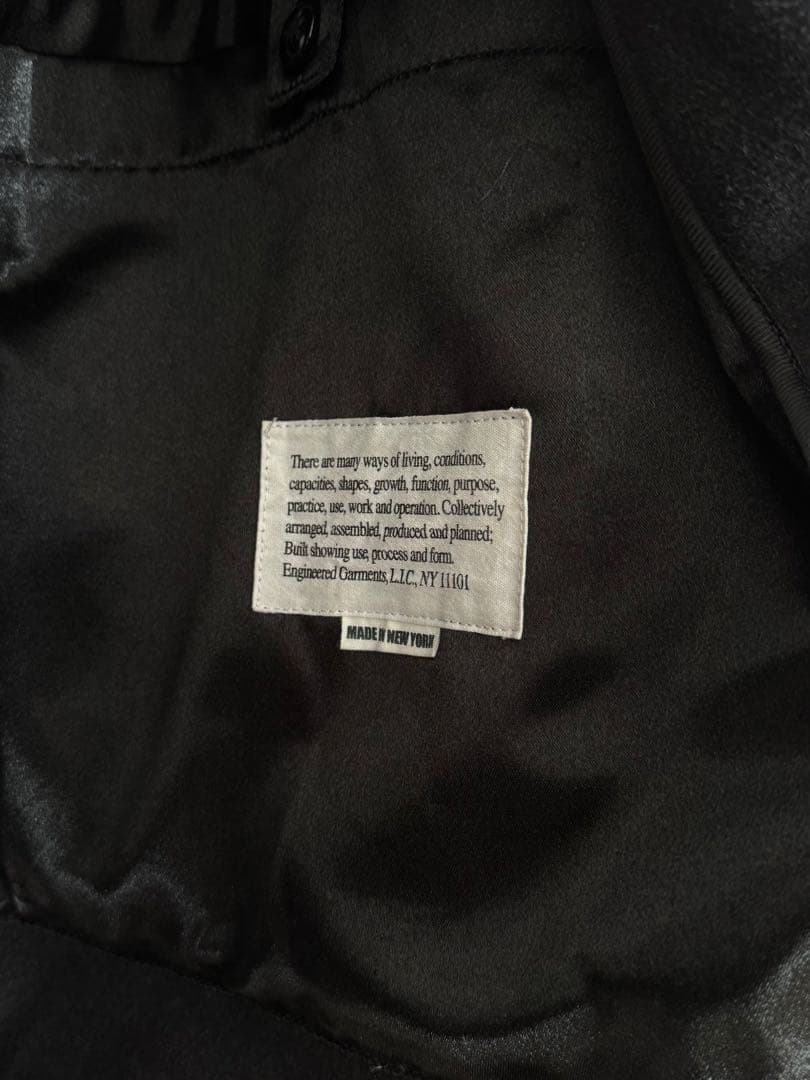 There are many ways of living, conditions,
capacities, shapes, growth, function, purpose,
practice, use, work and operation. Collectively
arranged, assembled, produced and planned;
Built showing use, process and form.
Engineered Garments, L.I.C., NY 11101
MADE IN NEW YORK